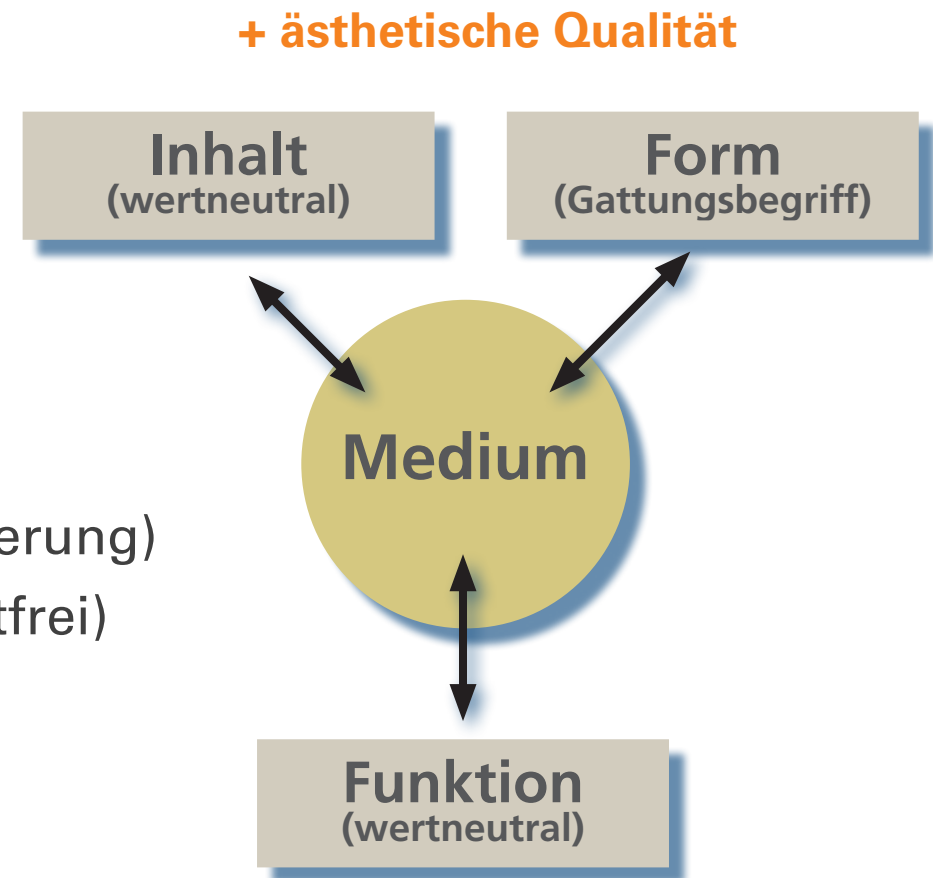 + ästhetische Qualität
Inhalt
(wertneutral)
Form
(Gattungsbegriff)
Medium
erung)
tfrei)
Funktion
(wertneutral)